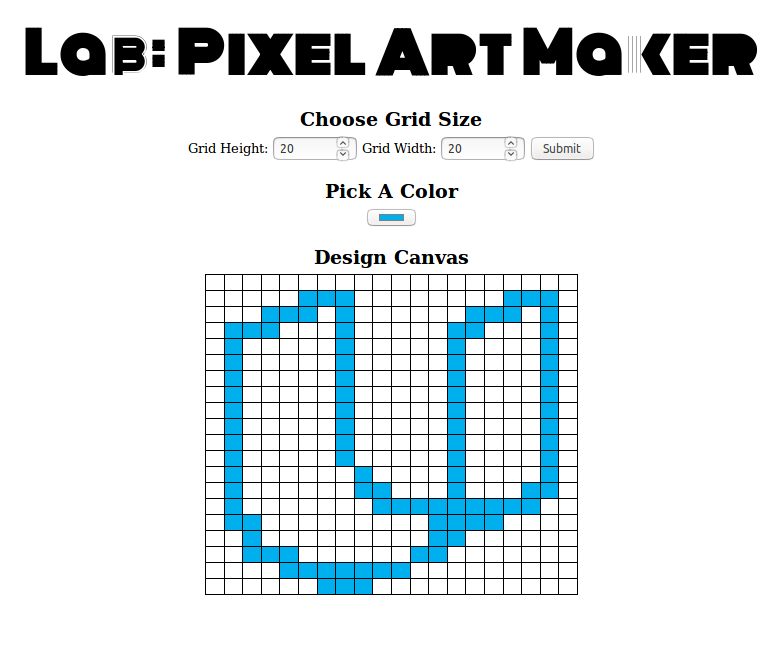 Lab: Pixel Art Maker
Choose Grid Size
Grid Height: 20 Grid Width: 20 Submit
Pick A Color
Design Canvas